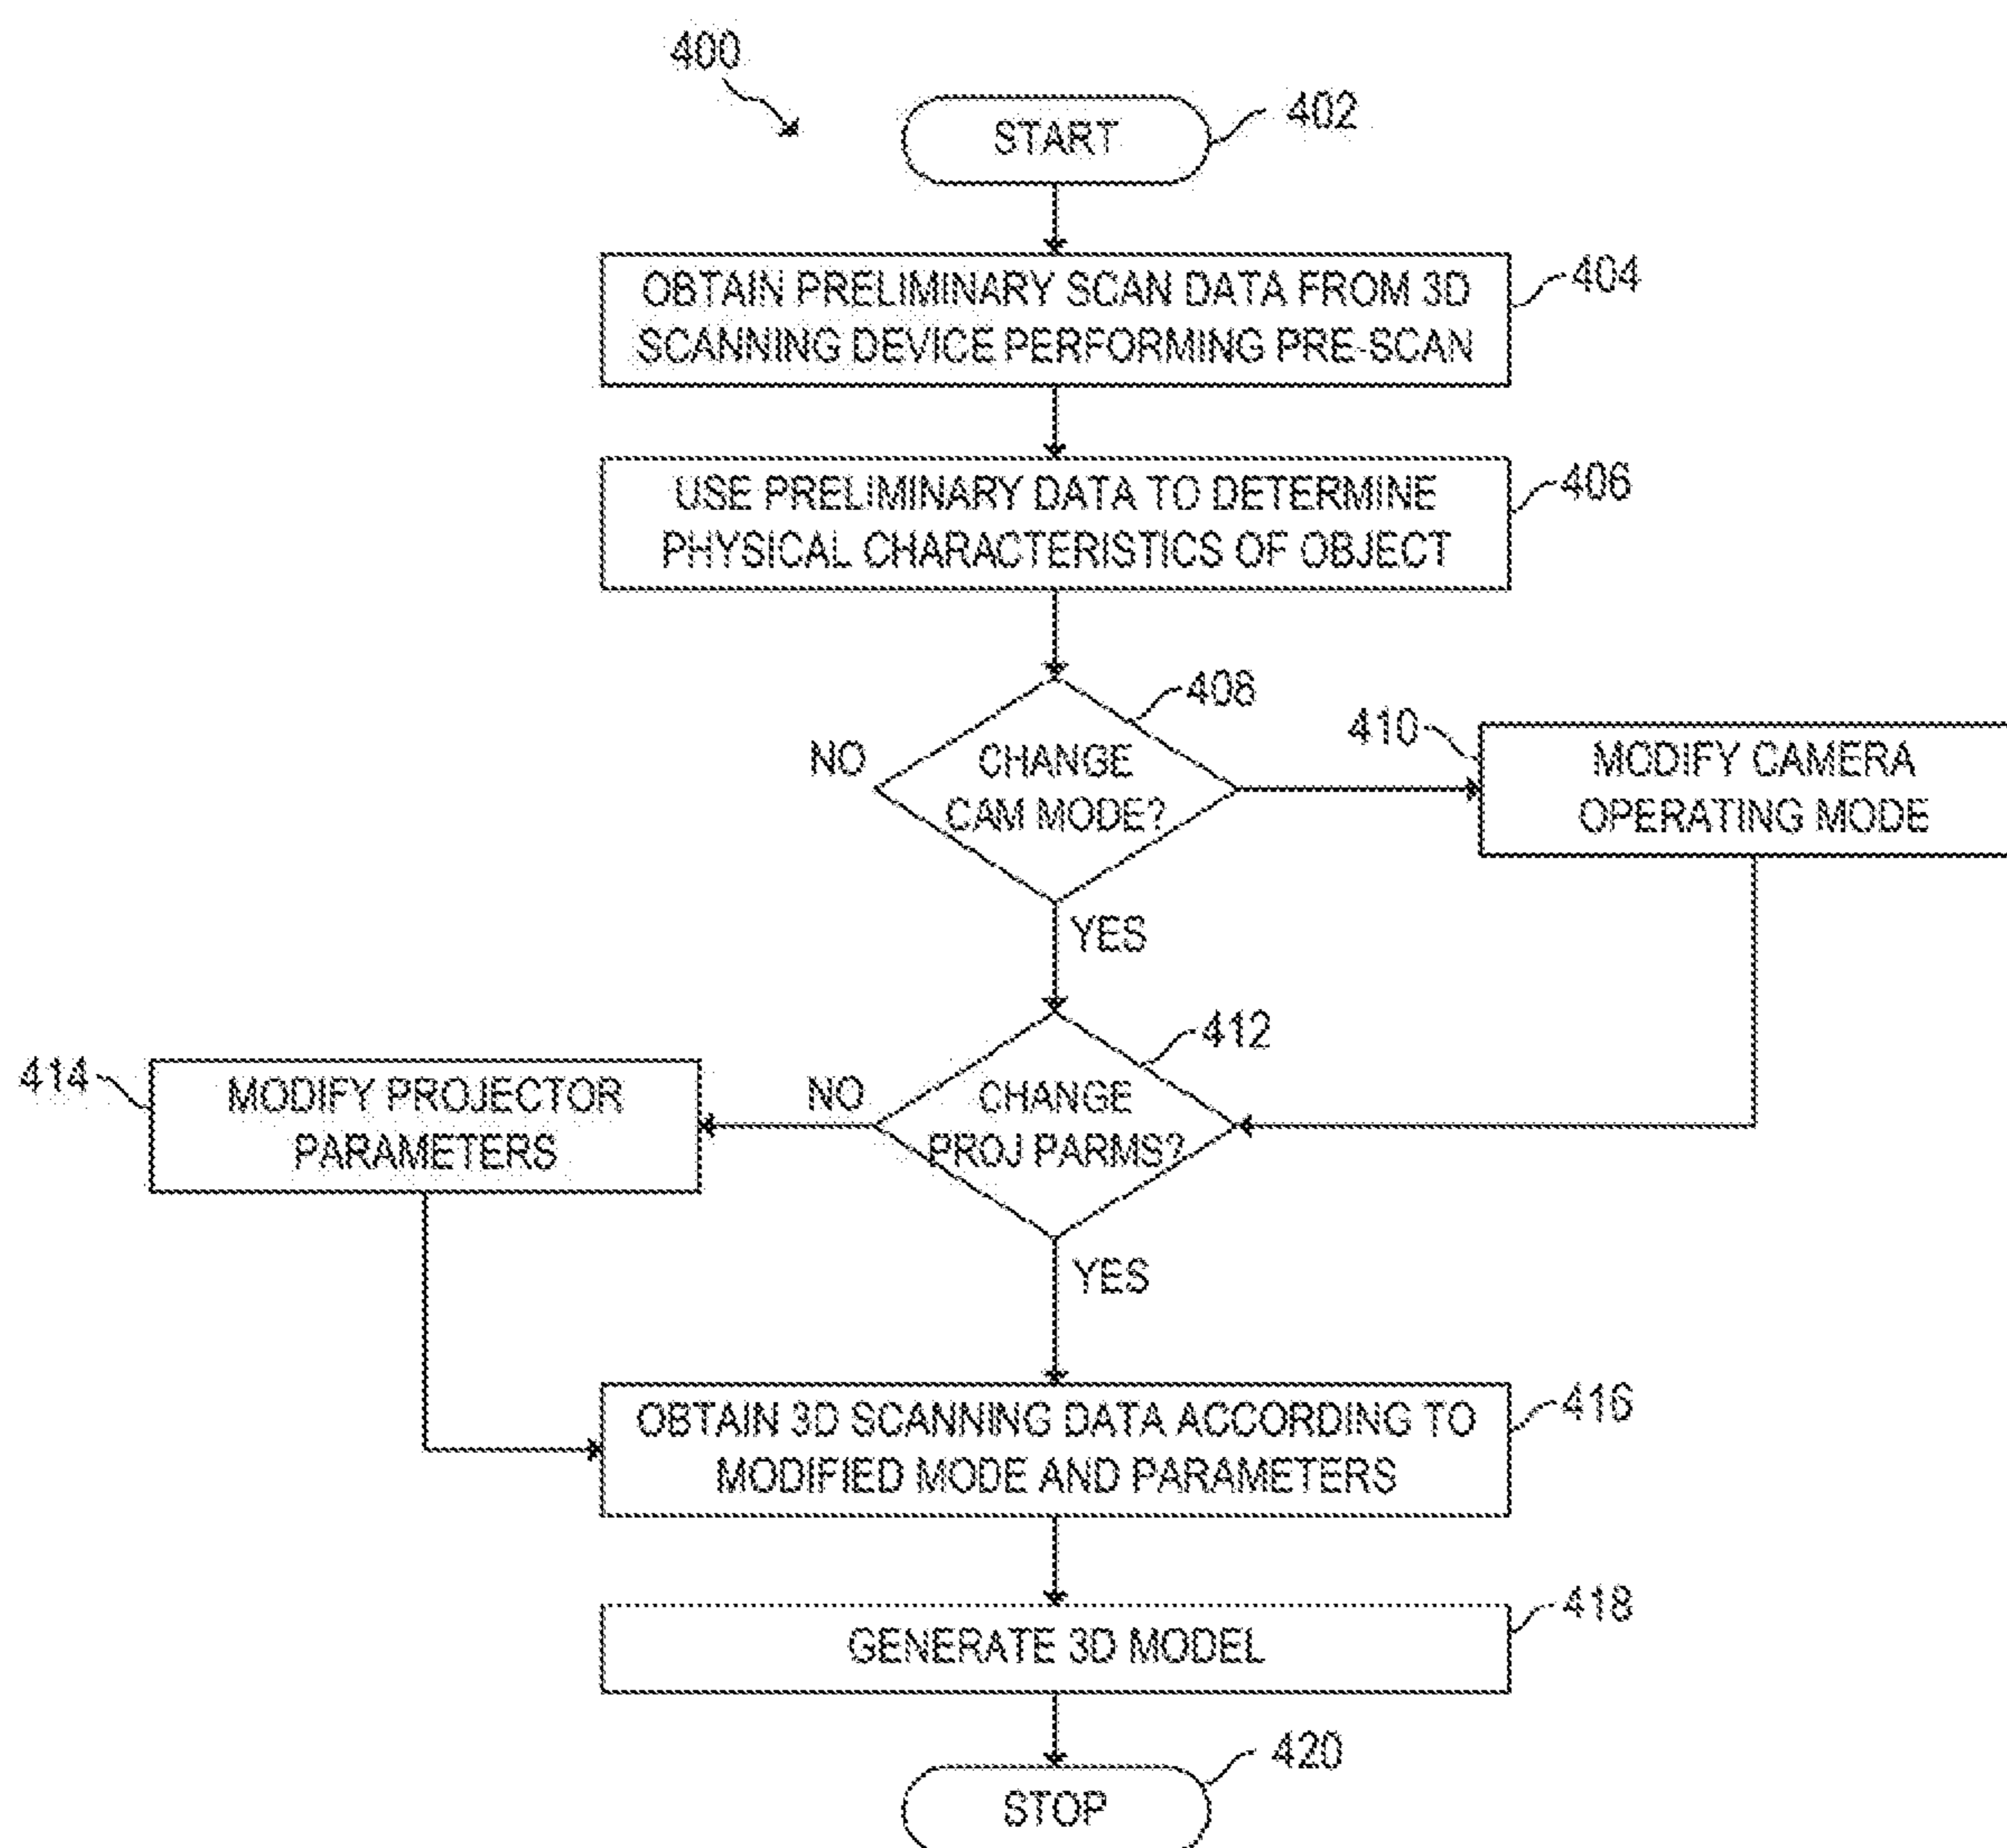 400
START
402
OBTAIN PRELIMINARY SCAN DATA FROM 3D
SCANNING DEVICE PERFORMING PRE-SCAN
404
USE PRELIMINARY DATA TO DETERMINE
PHYSICAL CHARACTERISTICS OF OBJECT
406
408
NO
CHANGE
CAM MODE?
410
MODIFY CAMERA
OPERATING MODE
YES
412
414
MODIFY PROJECTOR
PARAMETERS
NO
CHANGE
PROJ PARMS?
YES
OBTAIN 3D SCANNING DATA ACCORDING TO
MODIFIED MODE AND PARAMETERS
416
GENERATE 3D MODEL
418
420
STOP